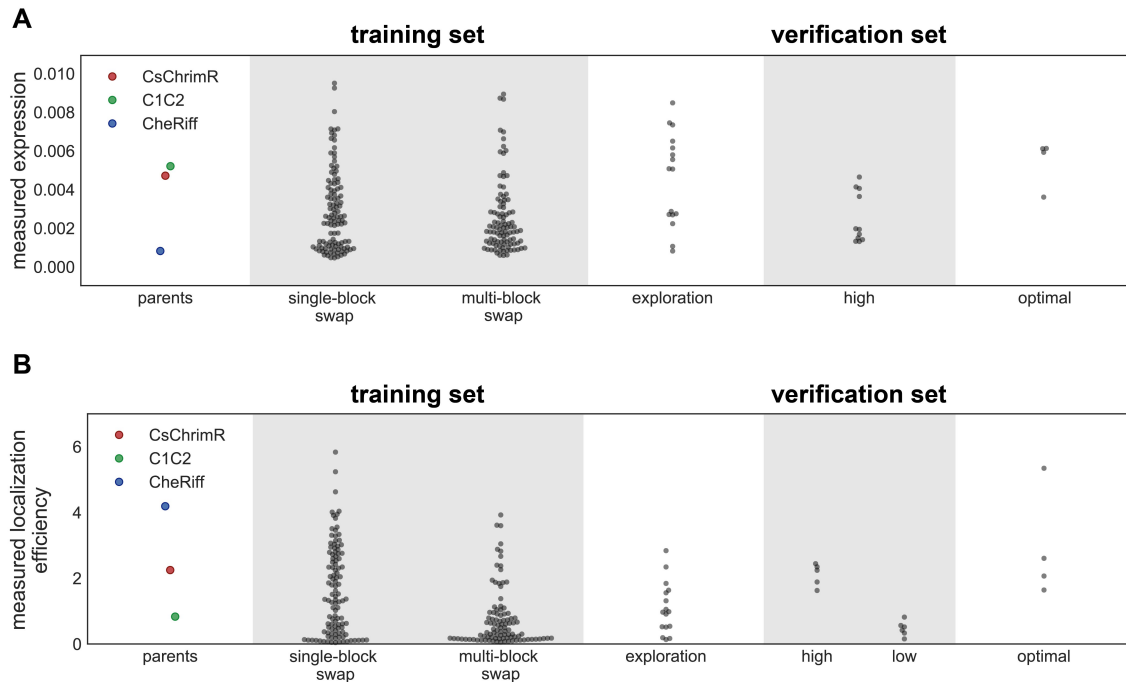 A
training set
verification set
measured expression
0.010
0.008
0.006
0.004
0.002
0.000
CsChrimR
C1C2
CheRiff
parents
single-block
swap
multi-block
swap
exploration
high
optimal
B
training set
verification set
measured localization
efficiency
6
4
2
0
CsChrimR
C1C2
CheRiff
parents
single-block
swap
multi-block
swap
exploration
high
low
optimal